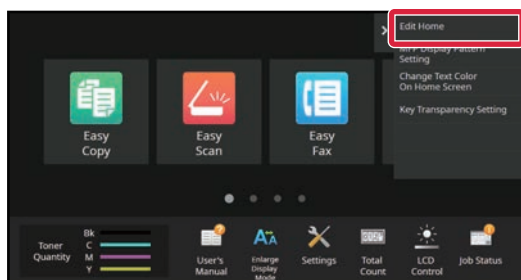 Edit Home
MFP Display Pattern
Setting
Change Text Color
On Home Screen
Key Transparency Setting
Easy
Copy
Easy
Scan
Easy
Fax
Toner
Quantity
Bk
C
M
Y
User's
Manual
Enlarge
Display
Mode
Settings
Total
Count
LCD
Control
Job Status